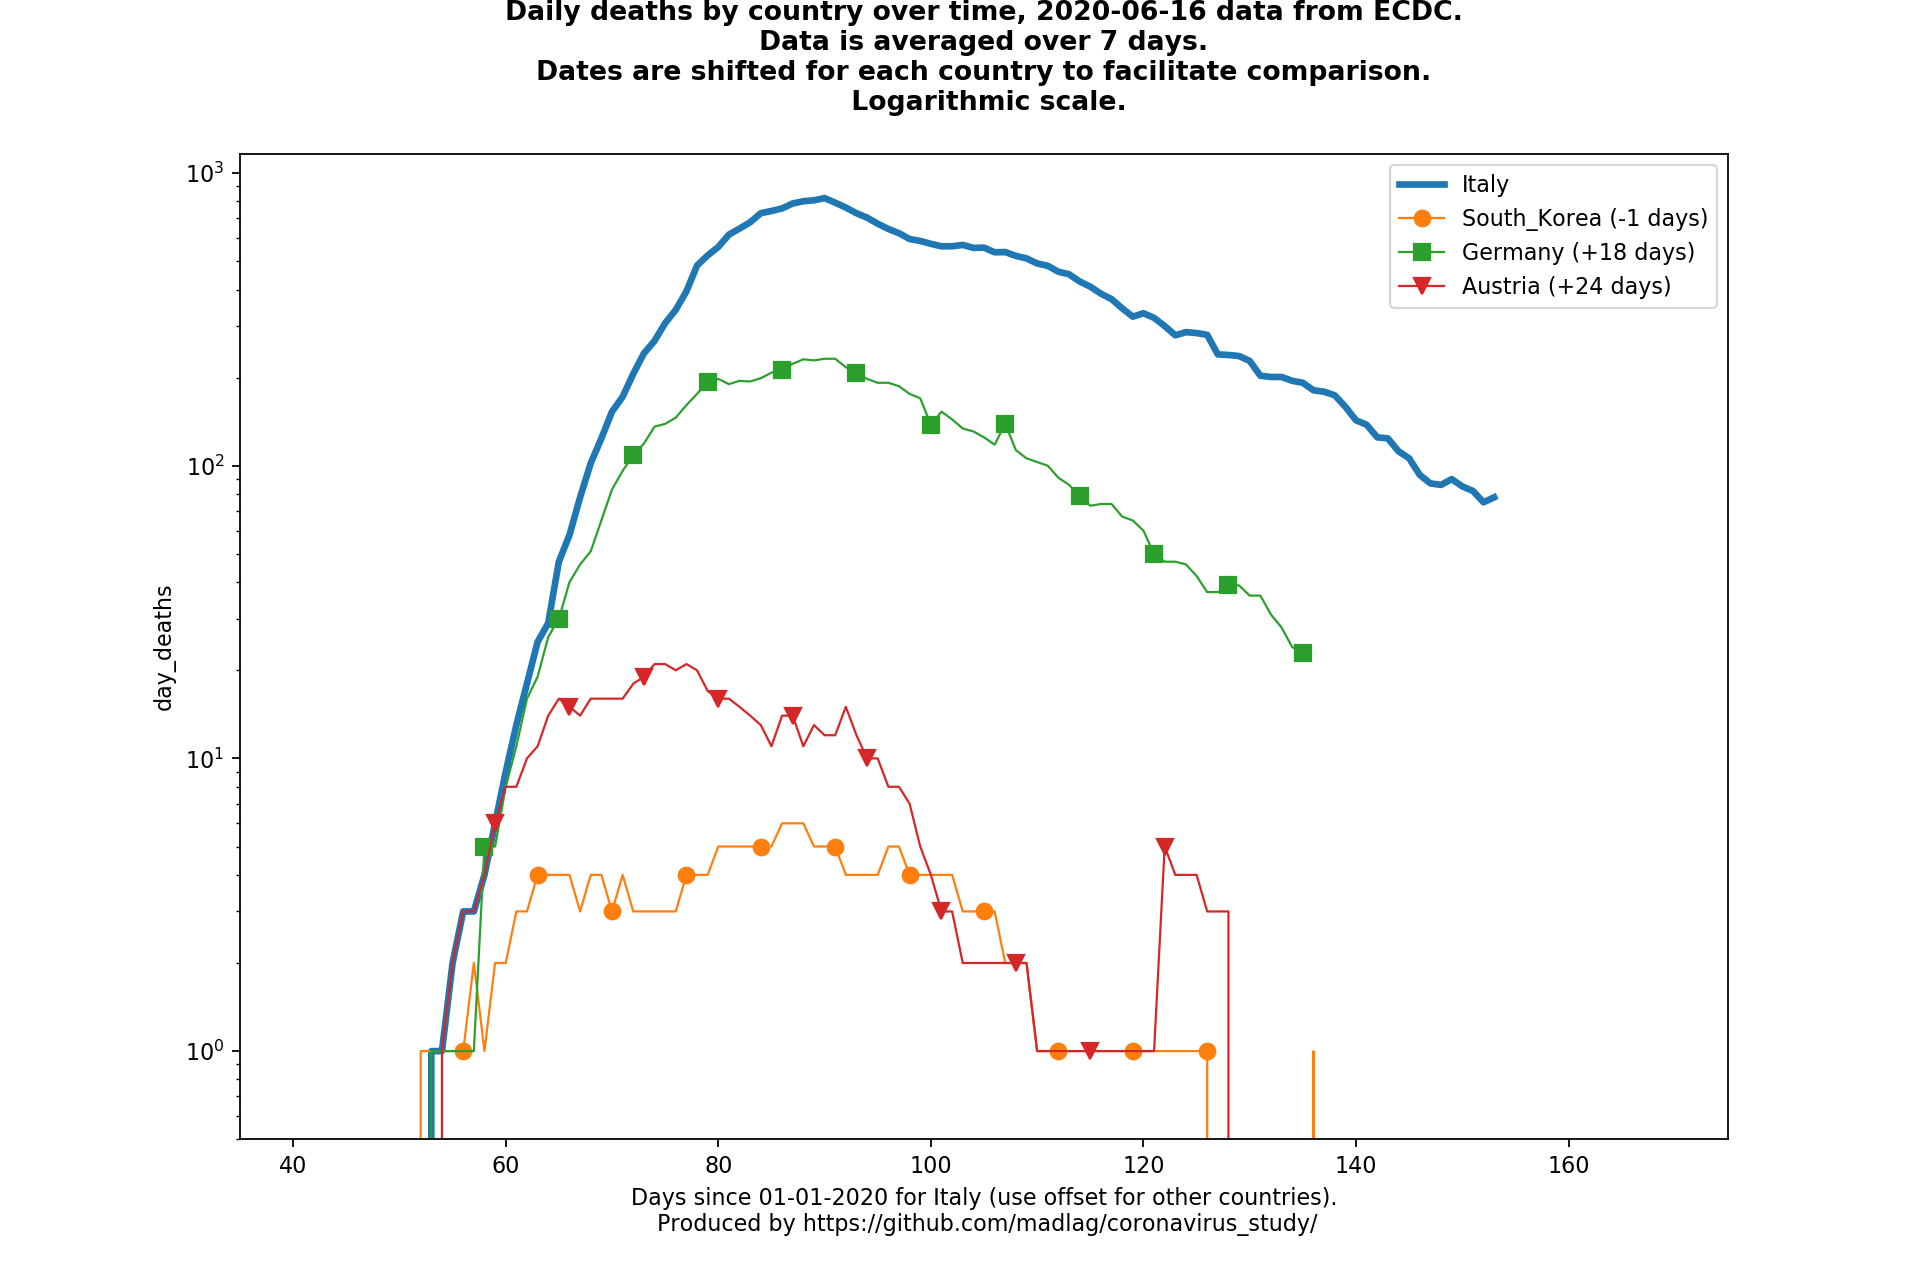 Daily deaths by country over time, 2020-06-16 data from ECDC.
Data is averaged over 7 days.
Dates are shifted for each country to facilitate comparison.
Logarithmic scale.
10³
10²
10¹
10⁰
day_deaths
Italy
South_Korea (-1 days)
Germany (+18 days)
Austria (+24 days)
40 60 80 100 120 140 160
Days since 01-01-2020 for Italy (use offset for other countries).
Produced by https://github.com/madlag/coronavirus_study/